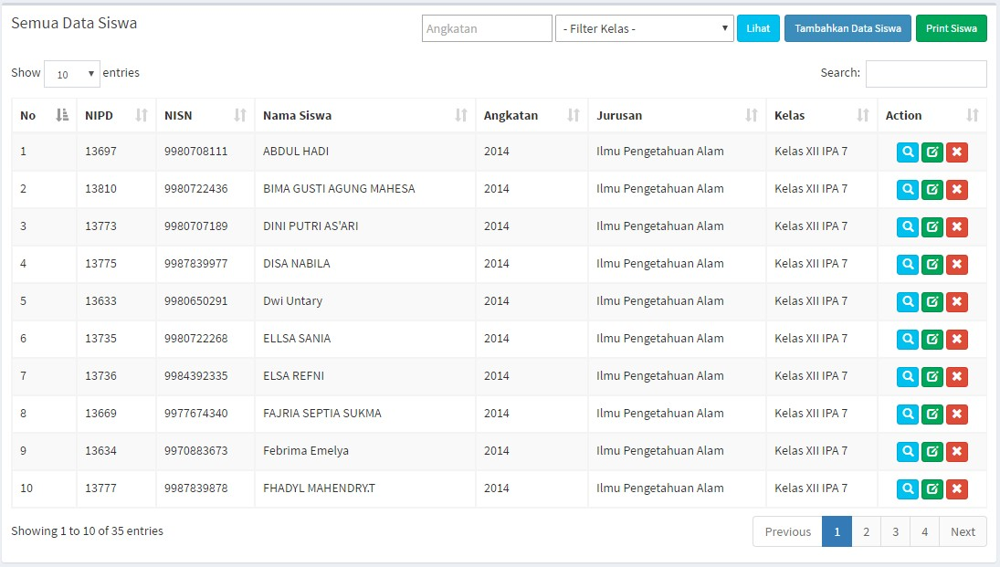 Semua Data Siswa Angkatan - Filter Kelas - Lihat Tambahkan Data Siswa Print Siswa
Show 10 entries Search:
No NIPD NISN Nama Siswa Angkatan Jurusan Kelas Action
1 13697 9980708111 ABDUL HADI 2014 Ilmu Pengetahuan Alam Kelas XII IPA 7
2 13810 9980722436 BIMA GUSTI AGUNG MAHESA 2014 Ilmu Pengetahuan Alam Kelas XII IPA 7
3 13773 9980707189 DINI PUTRI AS'ARI 2014 Ilmu Pengetahuan Alam Kelas XII IPA 7
4 13775 9987839977 DISA NABILA 2014 Ilmu Pengetahuan Alam Kelas XII IPA 7
5 13633 9980650291 Dwi Untary 2014 Ilmu Pengetahuan Alam Kelas XII IPA 7
6 13735 9980722268 ELLSA SANIA 2014 Ilmu Pengetahuan Alam Kelas XII IPA 7
7 13736 9984392335 ELSA REFNI 2014 Ilmu Pengetahuan Alam Kelas XII IPA 7
8 13669 9977674340 FAJRIA SEPTIA SUKMA 2014 Ilmu Pengetahuan Alam Kelas XII IPA 7
9 13634 9970883673 Febrima Emelya 2014 Ilmu Pengetahuan Alam Kelas XII IPA 7
10 13777 9987839878 FHADYL MAHENDRY.T 2014 Ilmu Pengetahuan Alam Kelas XII IPA 7
Showing 1 to 10 of 35 entries Previous 1 2 3 4 Next